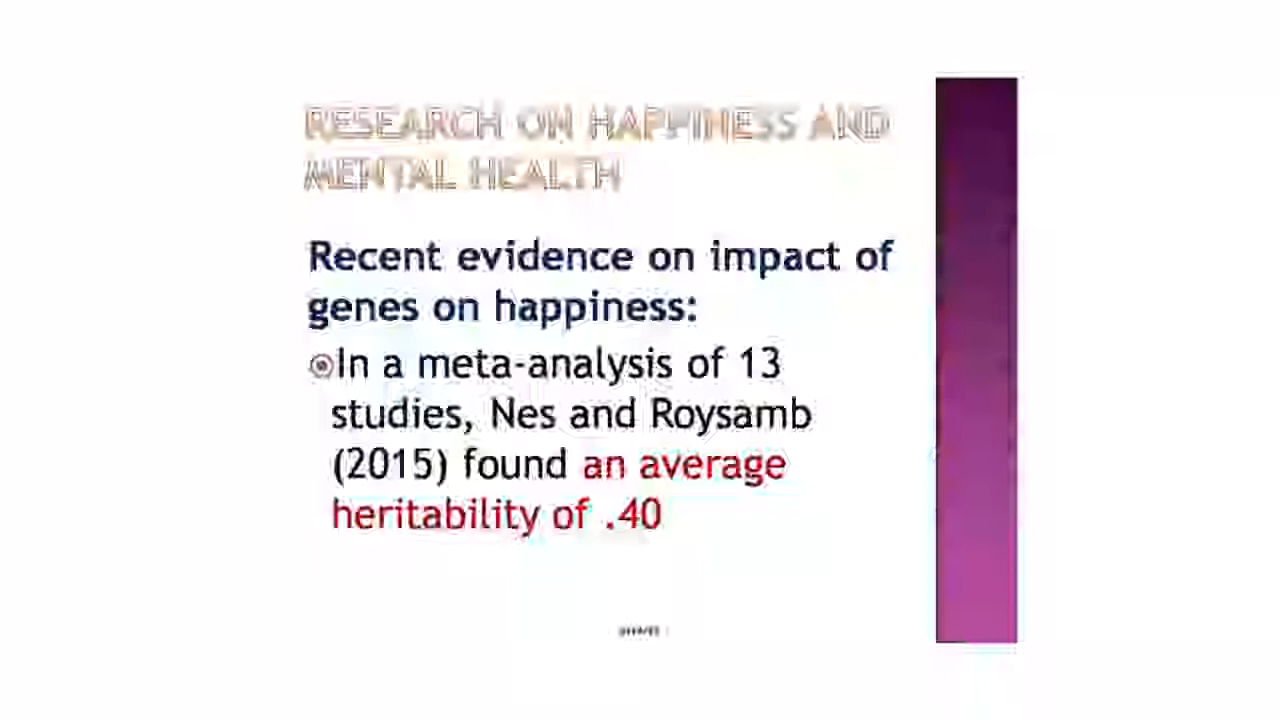 RESEARCH ON HAPPINESS AND
MENTAL HEALTH
Recent evidence on impact of
genes on happiness:
In a meta-analysis of 13
studies, Nes and Roysamb
(2015) found an average
heritability of .40